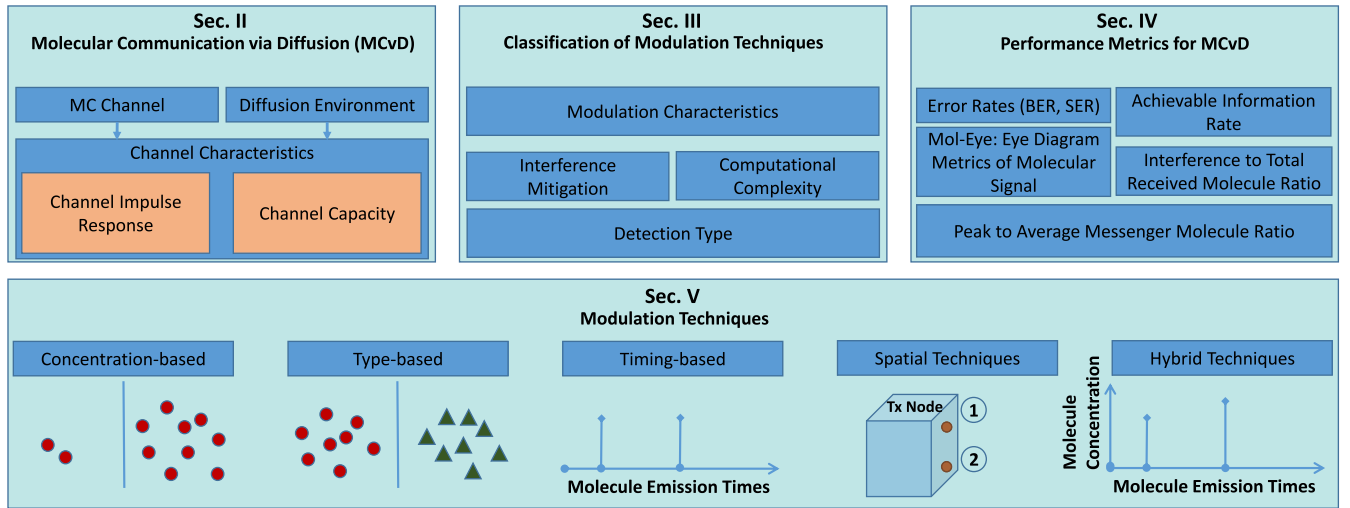 Sec. II
Molecular Communication via Diffusion (MCvD)
MC Channel
Diffusion Environment
Channel Characteristics
Channel Impulse
Response
Channel Capacity
Sec. III
Classification of Modulation Techniques
Modulation Characteristics
Interference
Mitigation
Computational
Complexity
Detection Type
Sec. IV
Performance Metrics for MCvD
Error Rates (BER, SER)
Achievable Information
Rate
Mol-Eye: Eye Diagram
Metrics of Molecular
Signal
Interference to Total
Received Molecule Ratio
Peak to Average Messenger Molecule Ratio
Sec. V
Modulation Techniques
Concentration-based
Type-based
Timing-based
Molecule Emission Times
Spatial Techniques
Tx Node
1
2
Hybrid Techniques
Molecule
Concentration
Molecule Emission Times